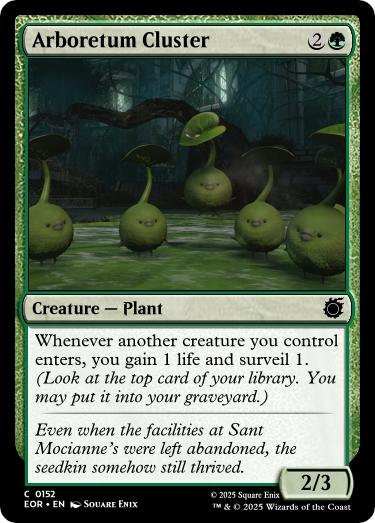 Arboretum Cluster 2
Creature — Plant
Whenever another creature you control
enters, you gain 1 life and surveil 1.
(Look at the top card of your library. You
may put it into your graveyard.)
Even when the facilities at Sant
Mocianne's were left abandoned, the
seedkin somehow still thrived.
2/3
C 0152
EOR • EN Square Enix
© 2025 Square Enix
™ & © 2025 Wizards of the Coast